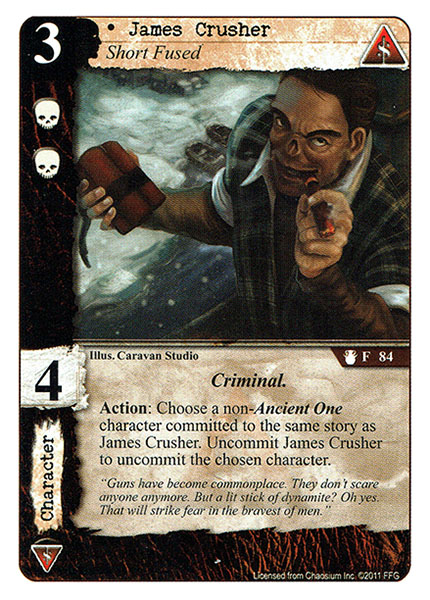 3
• James Crusher
Short Fused
Illus. Caravan Studio
F 84
4
Criminal.
Action: Choose a non-Ancient One
character committed to the same story as
James Crusher. Uncommit James Crusher
to uncommit the chosen character.
"Guns have become commonplace. They don't scare
anyone anymore. But a lit stick of dynamite? Oh yes.
That will strike fear in the bravest of men."
Character
Licensed from Chaosium Inc. ©2011 FFG